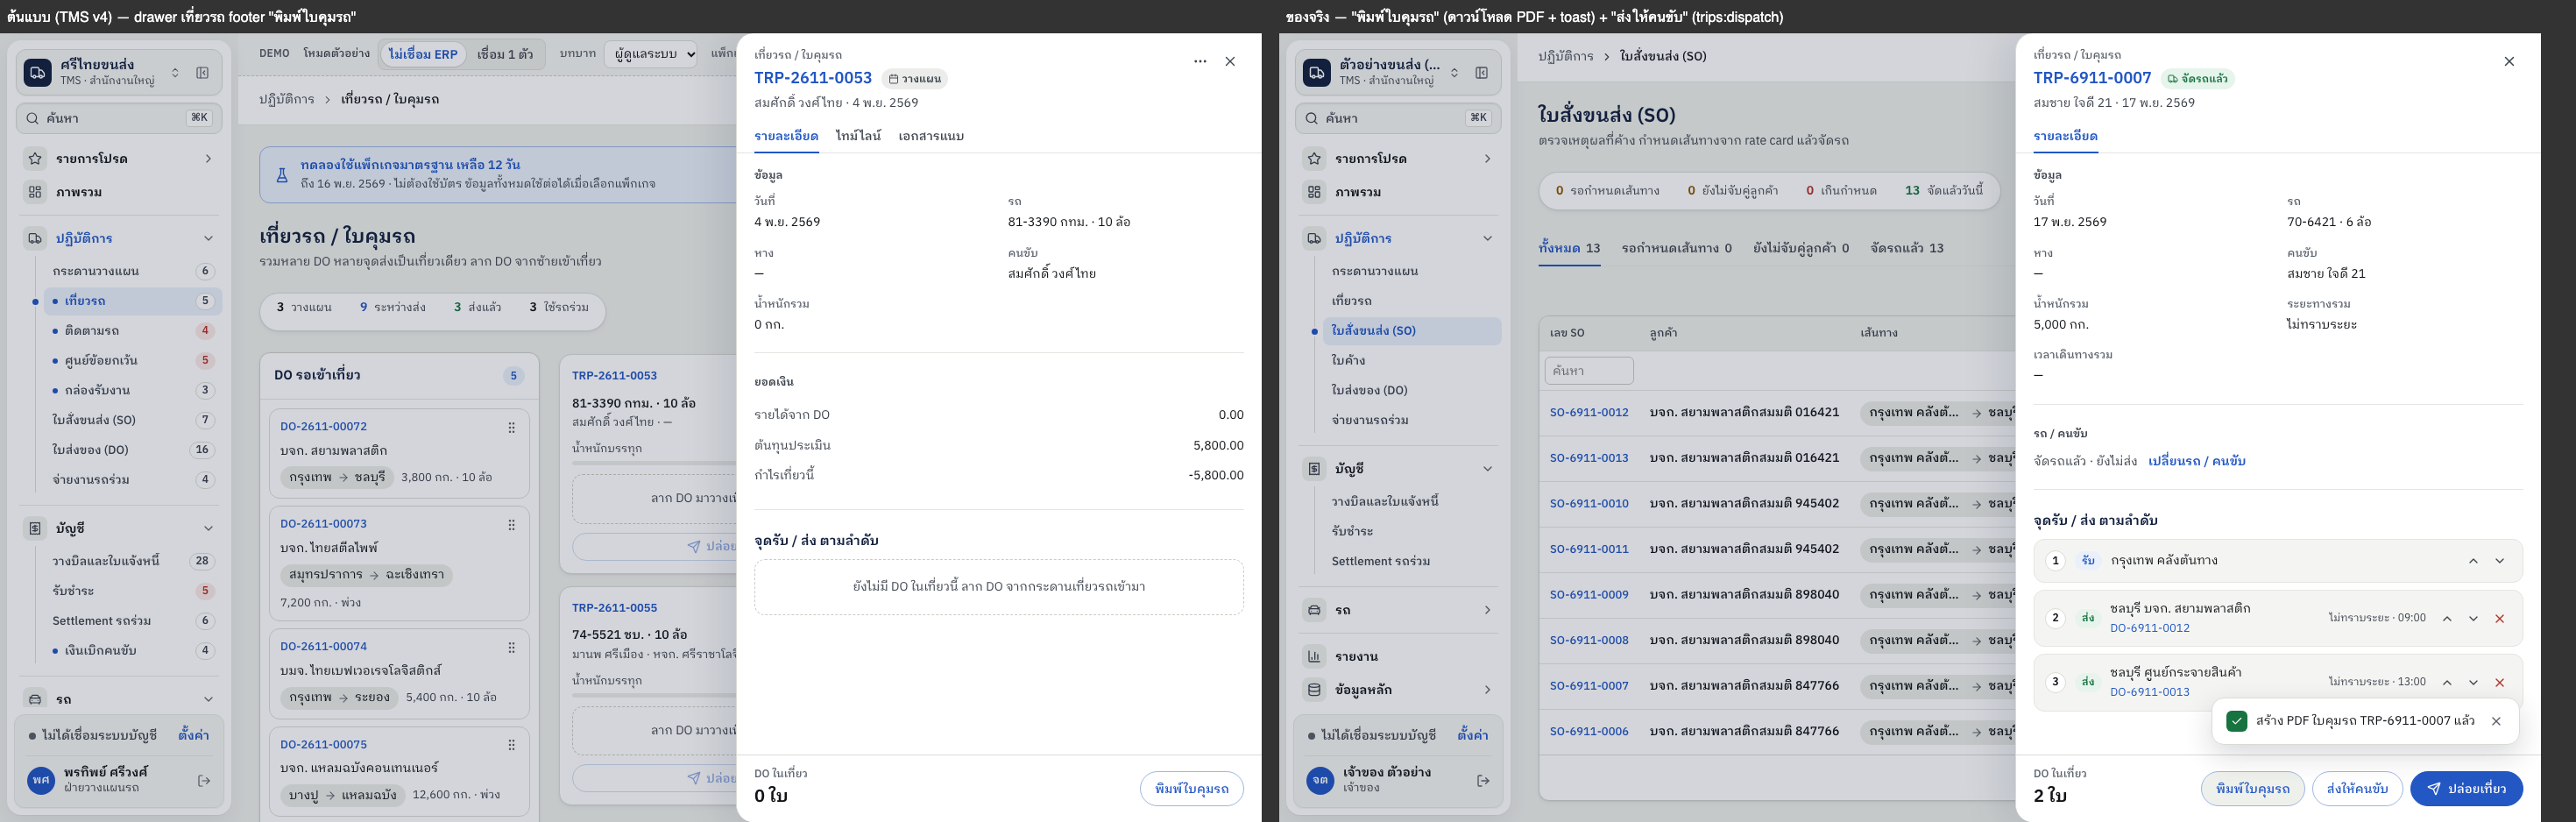 ต้นแบบ (TMS v4) — drawer เที่ยวรถ footer "พิมพ์ใบคุมรถ"
ศรีไทยขนส่ง
TMS · สำนักงานใหญ่
ค้นหา ⌘K
รายการโปรด
ภาพรวม
ปฏิบัติการ
กระดานวางแผน 6
เที่ยวรถ 5
ติดตามรถ 4
ศูนย์ข้อยกเว้น 5
กล่องรับงาน 3
ใบสั่งขนส่ง (SO) 7
ใบส่งของ (DO) 16
จ่ายงานรถร่วม 4
บัญชี
วางบิลและใบแจ้งหนี้ 28
รับชำระ 5
Settlement รถร่วม 6
เงินเบิกคนขับ 4
รถ
ไม่ได้เชื่อมระบบบัญชี ตั้งค่า
พศ
พรทิพย์ ศรีวงศ์
ฝ่ายวางแผนรถ
DEMO โหมดตัวอย่าง ไม่เชื่อม ERP เชื่อม 1 ตัว บทบาท ผู้ดูแลระบบ
ปฏิบัติการ > เที่ยวรถ / ใบคุมรถ
ทดลองใช้แพ็กเกจมาตรฐาน เหลือ 12 วัน
ถึง 16 พ.ย. 2569 · ไม่ต้องใช้บัตร ข้อมูลทั้งหมดใช้ต่อได้เมื่อเลือกแพ็กเกจ
เที่ยวรถ / ใบคุมรถ
รวมหลาย DO หลายจุดส่งเป็นเที่ยวเดียว ลาก DO จากซ้ายเข้าเที่ยว
3 วางแผน 9 ระหว่างส่ง 3 ส่งแล้ว 3 ใช้รถร่วม
DO รอเข้าเที่ยว 5
DO-2611-00072
บจก. สยามพลาสติก
กรุงเทพ → ชลบุรี 3,800 กก. · 10 ล้อ
DO-2611-00073
บจก. ไทยสตีลไพพ์
สมุทรปราการ → ฉะเชิงเทรา
7,200 กก. · พ่วง
DO-2611-00074
บมจ. ไทยเบฟเวอเรจโลจิสติกส์
กรุงเทพ → ระยอง 5,400 กก. · 10 ล้อ
DO-2611-00075
บจก. แหลมฉบังคอนเทนเนอร์
บางปู → แหลมฉบัง 12,600 กก. · พ่วง
TRP-2611-0053
81-3390 กทม. · 10 ล้อ
สมศักดิ์ วงศ์ไทย · —
น้ำหนักบรรทุก
TRP-2611-0055
74-5521 ชบ. · 10 ล้อ
น้ำหนักบรรทุก
เที่ยวรถ / ใบคุมรถ
TRP-2611-0053 วางแผน
สมศักดิ์ วงศ์ไทย · 4 พ.ย. 2569
รายละเอียด ไทม์ไลน์ เอกสารแนบ
ข้อมูล
วันที่ รถ
4 พ.ย. 2569 81-3390 กทม. · 10 ล้อ
หาง คนขับ
— สมศักดิ์ วงศ์ไทย
น้ำหนักรวม
0 กก.
ยอดเงิน
รายได้จาก DO 0.00
ต้นทุนประเมิน 5,800.00
กำไรเที่ยวนี้ -5,800.00
จุดรับ / ส่ง ตามลำดับ
ยังไม่มี DO ในเที่ยวนี้ ลาก DO จากกระดานเที่ยวรถเข้ามา
DO ในเที่ยว
0 ใบ
พิมพ์ใบคุมรถ
ของจริง — "พิมพ์ใบคุมรถ" (ดาวน์โหลด PDF + toast) + "ส่งให้คนขับ" (trips:dispatch)
ตัวอย่างขนส่ง (...
TMS · สำนักงานใหญ่
ค้นหา ⌘K
รายการโปรด
ภาพรวม
ปฏิบัติการ
กระดานวางแผน
เที่ยวรถ
ใบสั่งขนส่ง (SO)
ใบค้าง
ใบส่งของ (DO)
จ่ายงานรถร่วม
บัญชี
วางบิลและใบแจ้งหนี้
รับชำระ
Settlement รถร่วม
รถ
รายงาน
ข้อมูลหลัก
ไม่ได้เชื่อมระบบบัญชี ตั้งค่า
จต
เจ้าของ ตัวอย่าง
เจ้าของ
ปฏิบัติการ > ใบสั่งขนส่ง (SO)
ใบสั่งขนส่ง (SO)
ตรวจเหตุผลที่ค้าง กำหนดเส้นทางจาก rate card แล้วจัดรถ
0 รอกำหนดเส้นทาง 0 ยังไม่จับคู่ลูกค้า 0 เกินกำหนด 13 จัดแล้ววันนี้
ทั้งหมด 13 รอกำหนดเส้นทาง 0 ยังไม่จับคู่ลูกค้า 0 จัดรถแล้ว 13
เลข SO ลูกค้า เส้นทาง
ค้นหา
SO-6911-0012 บจก. สยามพลาสติกสมมติ 016421 กรุงเทพ คลังต้... →
SO-6911-0013 บจก. สยามพลาสติกสมมติ 016421 กรุงเทพ คลังต้... →
SO-6911-0010 บจก. สยามพลาสติกสมมติ 945402 กรุงเทพ คลังต้... →
SO-6911-0011 บจก. สยามพลาสติกสมมติ 945402 กรุงเทพ คลังต้... →
SO-6911-0009 บจก. สยามพลาสติกสมมติ 898040 กรุงเทพ คลังต้... →
SO-6911-0008 บจก. สยามพลาสติกสมมติ 898040 กรุงเทพ คลังต้... →
SO-6911-0007 บจก. สยามพลาสติกสมมติ 847766 กรุงเทพ คลังต้... →
SO-6911-0006 บจก. สยามพลาสติกสมมติ 847766 กรุงเทพ คลังต้... →
เที่ยวรถ / ใบคุมรถ
TRP-6911-0007 จัดรถแล้ว
สมชาย ใจดี 21 · 17 พ.ย. 2569
รายละเอียด
ข้อมูล
วันที่ รถ
17 พ.ย. 2569 70-6421 · 6 ล้อ
หาง คนขับ
— สมชาย ใจดี 21
น้ำหนักรวม ระยะทางรวม
5,000 กก. ไม่ทราบระยะ
เวลาเดินทางรวม
—
รถ / คนขับ
จัดรถแล้ว · ยังไม่ส่ง เปลี่ยนรถ / คนขับ
จุดรับ / ส่ง ตามลำดับ
1 รับ กรุงเทพ คลังต้นทาง
2 ส่ง ชลบุรี บจก. สยามพลาสติก
DO-6911-0012 ไม่ทราบระยะ · 09:00
3 ส่ง ชลบุรี ศูนย์กระจายสินค้า
DO-6911-0013 ไม่ทราบระยะ · 13:00
สร้าง PDF ใบคุมรถ TRP-6911-0007 แล้ว
DO ในเที่ยว
2 ใบ
พิมพ์ใบคุมรถ ส่งให้คนขับ ปล่อยเที่ยว